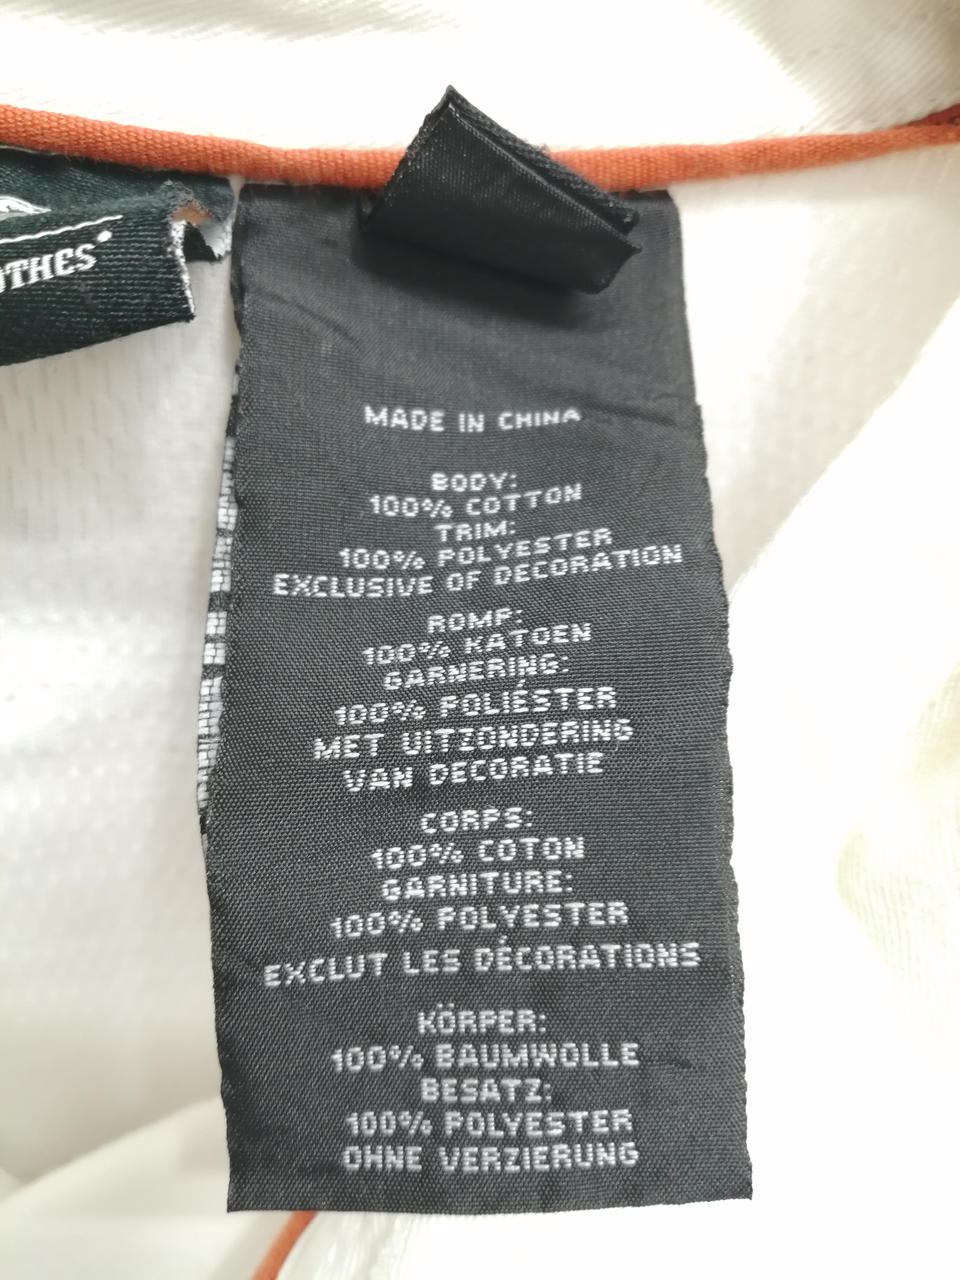 MADE IN CHINA
BODY:
100% COTTON
TRIM:
100% POLYESTER
EXCLUSIVE OF DECORATION
ROMP:
100% KATOEN
GARNERING:
100% POLIÉSTER
MET UITZONDERING
VAN DECORATIE
CORPS:
100% COTON
GARNITURE:
100% POLYESTER
EXCLUT LES DÉCORATIONS
KÖRPER:
100% BAUMWOLLE
BESATZ:
100% POLYESTER
OHNE VERZIERUNG